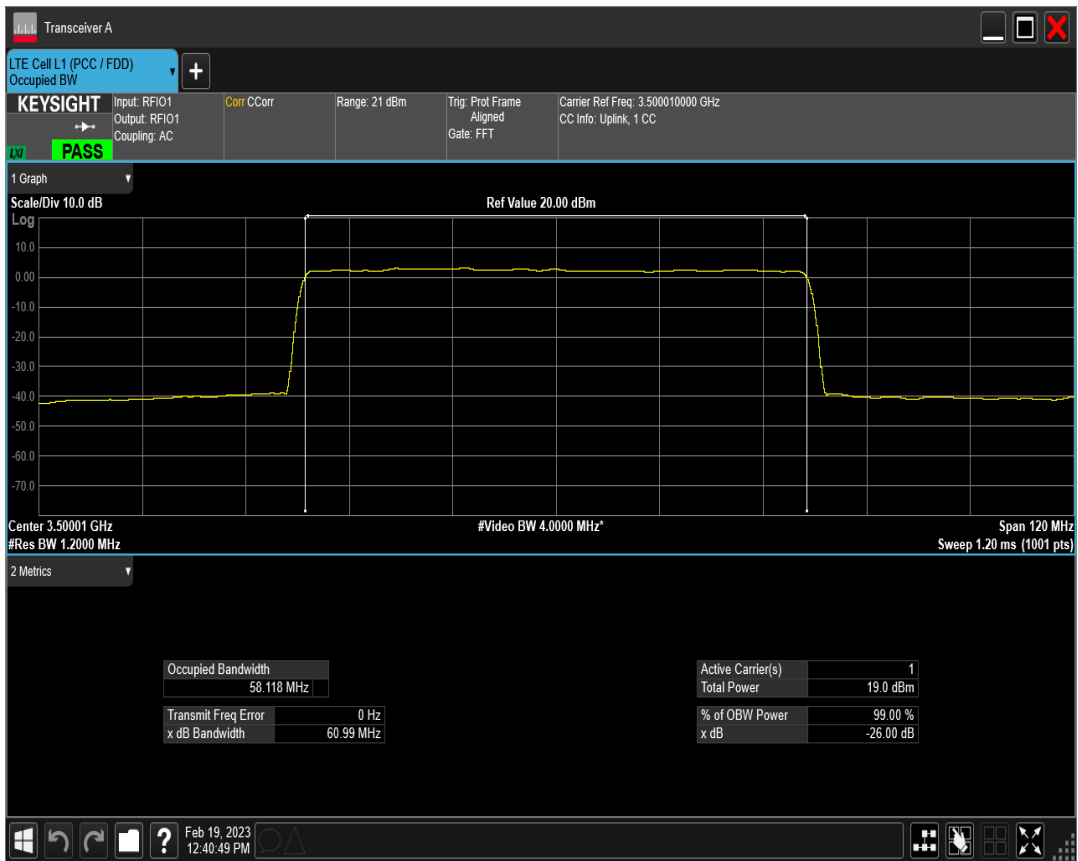 Transceiver A
LTE Cell L1 (PCC / FDD)
Occupied BW
KEYSIGHT
LXI
PASS
Input: RFIO1
Output: RFIO1
Coupling: AC
Corr CCorr
Range: 21 dBm
Trig: Prot Frame
Aligned
Gate: FFT
Carrier Ref Freq: 3.500010000 GHz
CC Info: Uplink, 1 CC
1 Graph
Scale/Div 10.0 dB
Ref Value 20.00 dBm
Log
10.0
0.00
-10.0
-20.0
-30.0
-40.0
-50.0
-60.0
-70.0
Center 3.50001 GHz
#Video BW 4.0000 MHz*
Span 120 MHz
#Res BW 1.2000 MHz
Sweep 1.20 ms (1001 pts)
2 Metrics
Occupied Bandwidth
58.118 MHz
Transmit Freq Error 0 Hz
x dB Bandwidth 60.99 MHz
Active Carrier(s) 1
Total Power 19.0 dBm
% of OBW Power 99.00 %
x dB -26.00 dB
?
Feb 19, 2023
12:40:49 PM